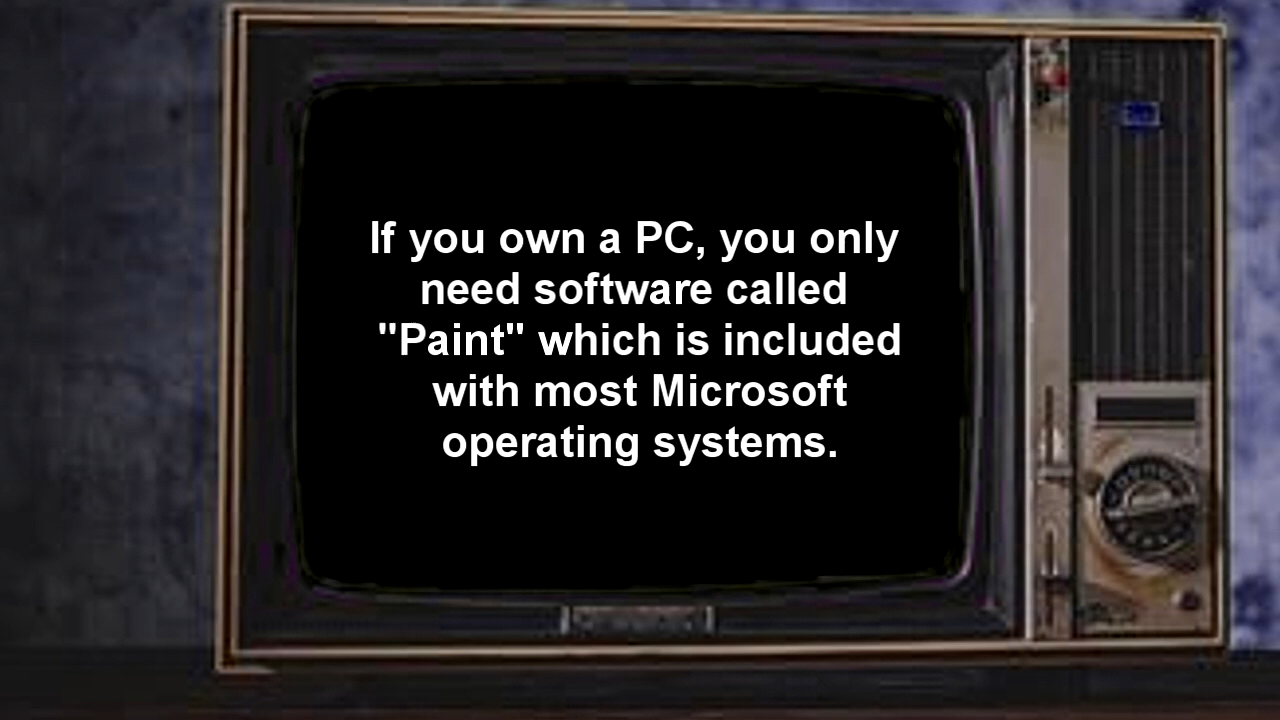 If you own a PC, you only
need software called
"Paint" which is included
with most Microsoft
operating systems.